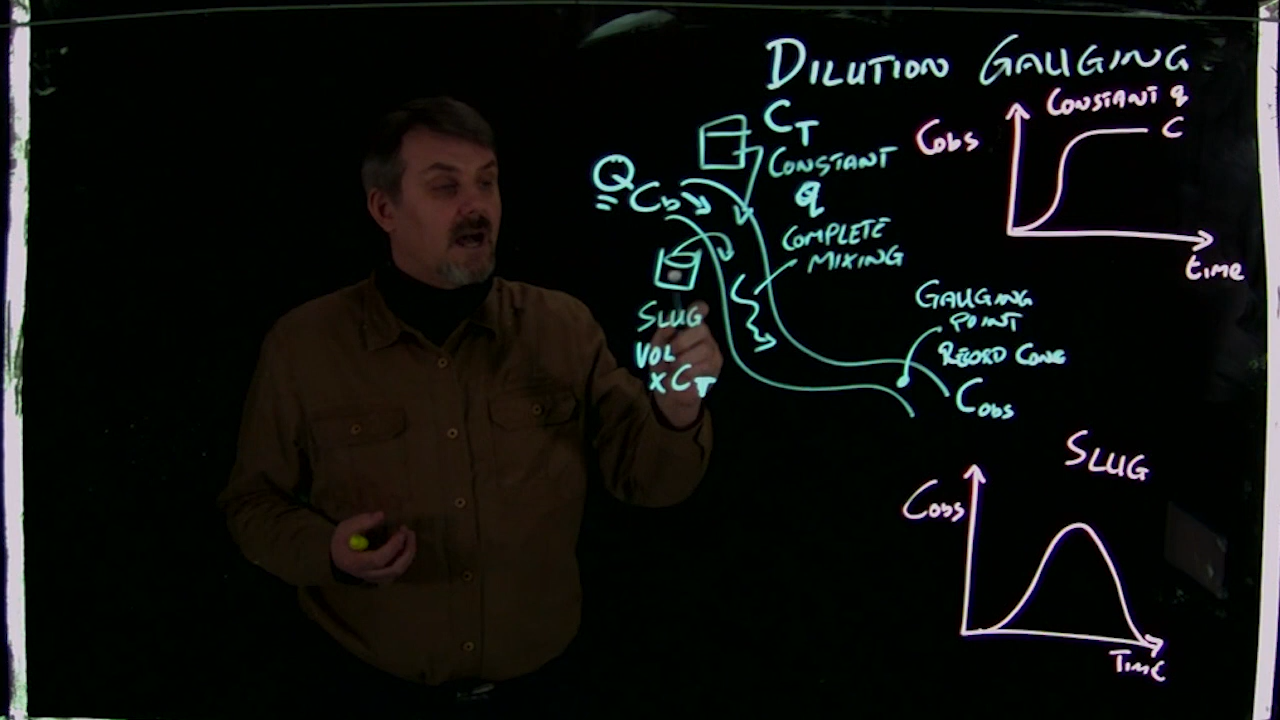 DILUTION GAUGING
CT
CONSTANT
q
Q
Cb
COMPLETE
MIXING
SLUG
VOL
x CT
GAUGING
POINT
RECORD CONC
Cobs
CONSTANT q
Cobs
C
time
SLUG
Cobs
TIME